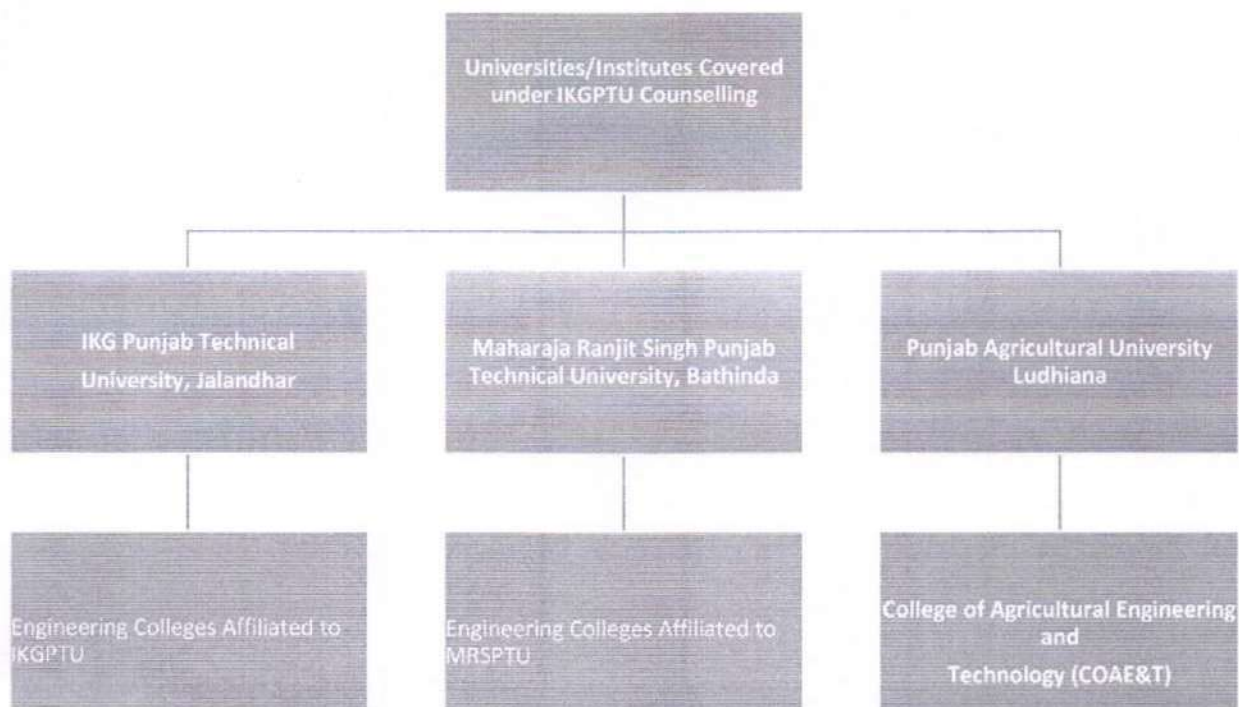 Universities/Institutes Covered
under IKGPTU Counselling
IKG Punjab Technical
University, Jalandhar
Maharaja Ranjit Singh Punjab
Technical University, Bathinda
Punjab Agricultural University
Ludhiana
Engineering Colleges Affiliated to
IKGPTU
Engineering Colleges Affiliated to
MRSPTU
College of Agricultural Engineering
and
Technology (COAE&T)